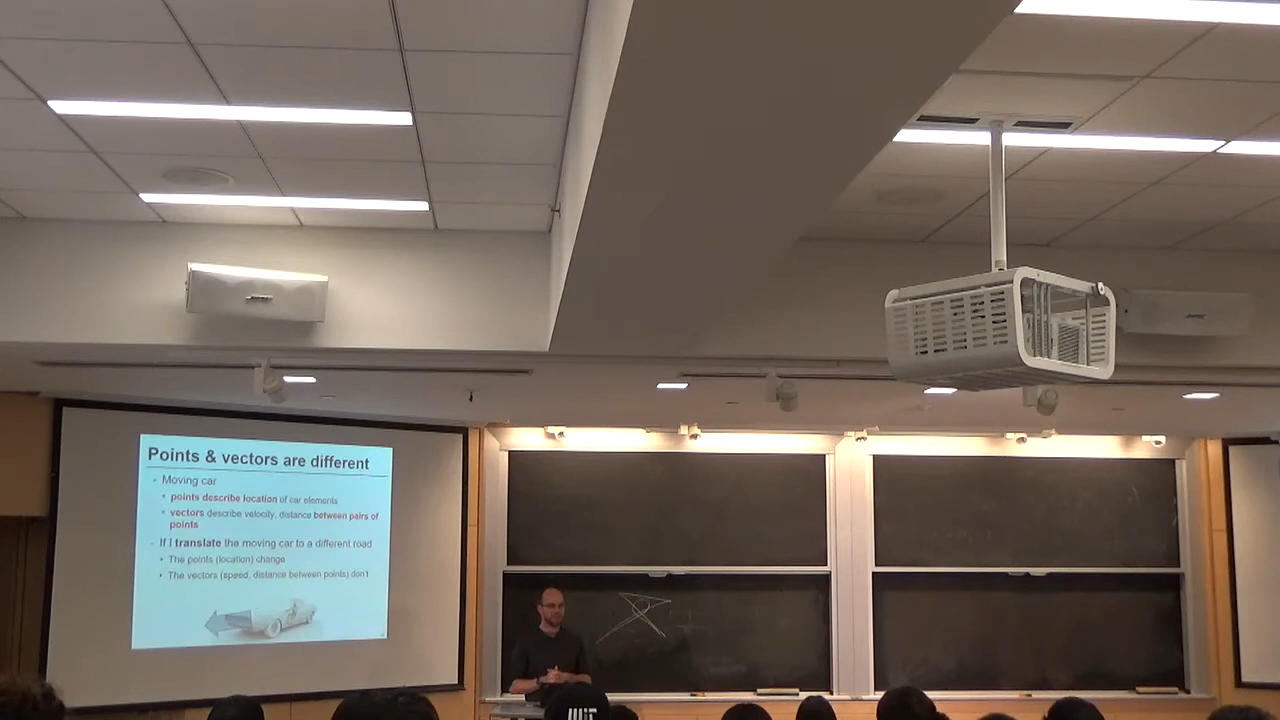 Points & vectors are different
Moving car
points describe location of car elements
vectors describe velocity, distance between pairs of
points
If I translate the moving car to a different road
The points (location) change
The vectors (speed, distance between points) don't
MIT